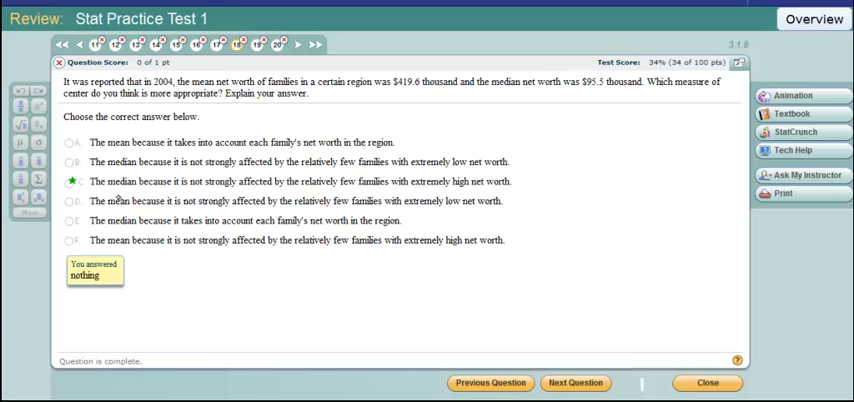 Review: Stat Practice Test 1
Overview
11 12 13 14 15 16 17 18 19 20
3.1.8
Question Score: 0 of 1 pt
Test Score: 34% (34 of 100 pts)
It was reported that in 2004, the mean net worth of families in a certain region was $419.6 thousand and the median net worth was $95.5 thousand. Which measure of
center do you think is more appropriate? Explain your answer.
Choose the correct answer below.
A. The mean because it takes into account each family's net worth in the region.
B. The median because it is not strongly affected by the relatively few families with extremely low net worth.
C. The median because it is not strongly affected by the relatively few families with extremely high net worth.
D. The mean because it is not strongly affected by the relatively few families with extremely low net worth.
E. The median because it takes into account each family's net worth in the region.
F. The mean because it is not strongly affected by the relatively few families with extremely high net worth.
You answered
nothing
Question is complete.
Previous Question
Next Question
Close
Animation
Textbook
StatCrunch
Tech Help
Ask My Instructor
Print
More